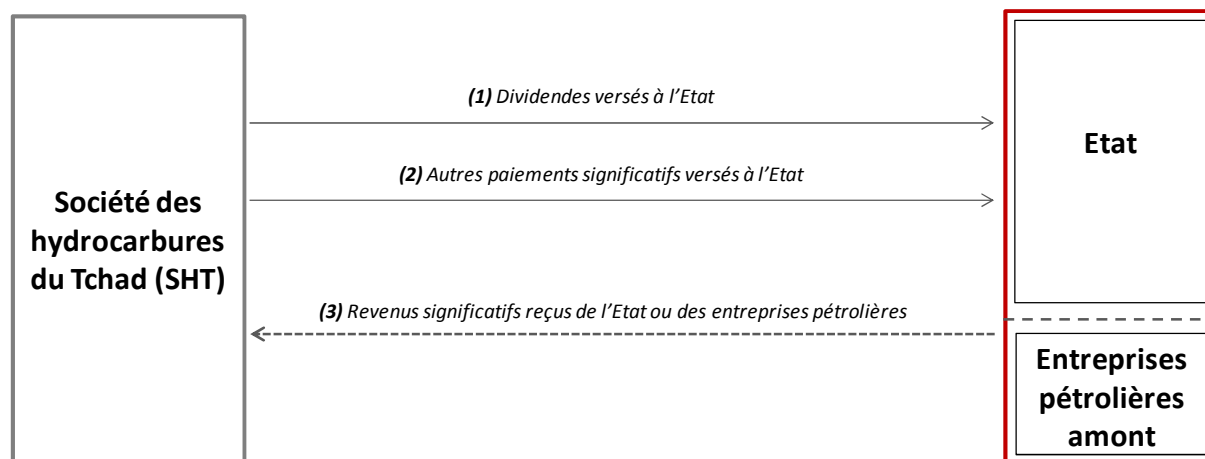 Société des
hydrocarbures
du Tchad (SHT)
(1) Dividendes versés à l’Etat
(2) Autres paiements significatifs versés à l’Etat
(3) Revenus significatifs reçus de l’Etat ou des entreprises pétrolières
Etat
Entreprises
pétrolières
amont